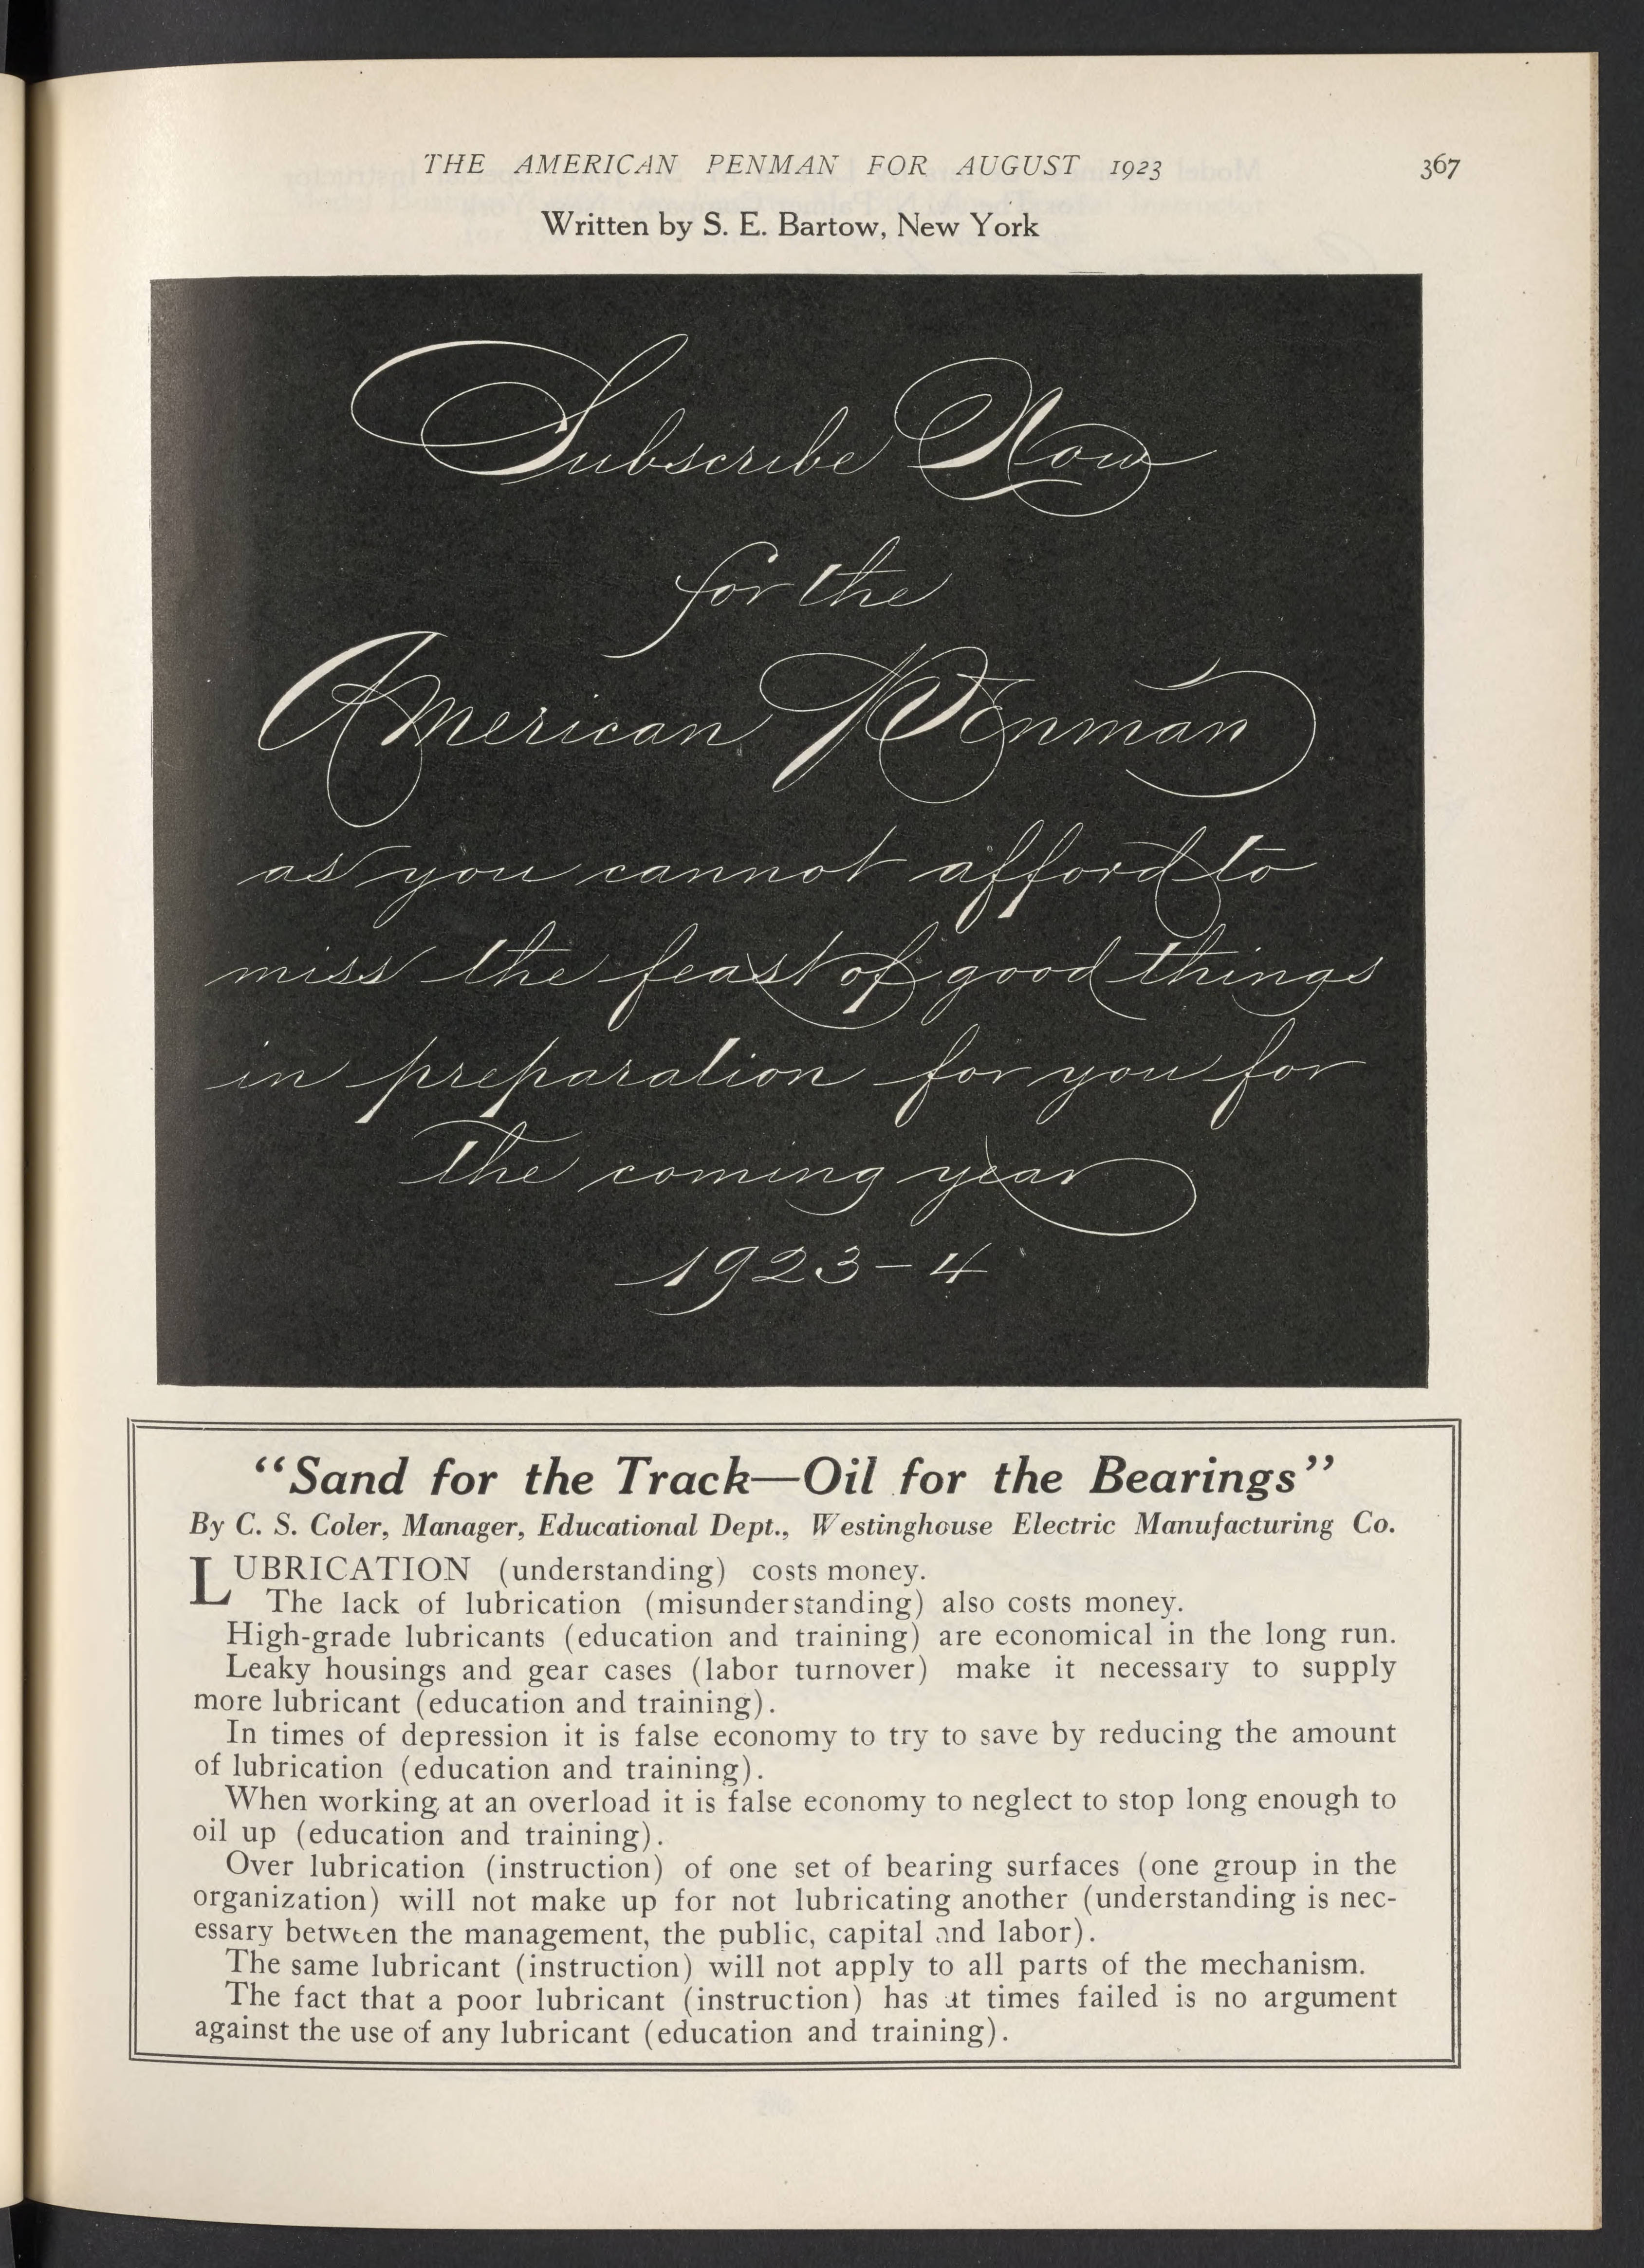 THE AMERICAN PENMAN FOR AUGUST 1923 367
Written by S. E. Bartow, New York
Subscribe Now
for the
American Penman
as you cannot afford to
miss the feast of good things
in preparation for you for
the coming year
1923-4
"Sand for the Track—Oil for the Bearings"
By C. S. Coler, Manager, Educational Dept., Westinghouse Electric Manufacturing Co.
LUBRICATION (understanding) costs money.
The lack of lubrication (misunderstanding) also costs money.
High-grade lubricants (education and training) are economical in the long run.
Leaky housings and gear cases (labor turnover) make it necessary to supply
more lubricant (education and training).
In times of depression it is false economy to try to save by reducing the amount
of lubrication (education and training).
When working at an overload it is false economy to neglect to stop long enough to
oil up (education and training).
Over lubrication (instruction) of one set of bearing surfaces (one group in the
organization) will not make up for not lubricating another (understanding is nec-
essary between the management, the public, capital and labor).
The same lubricant (instruction) will not apply to all parts of the mechanism.
The fact that a poor lubricant (instruction) has at times failed is no argument
against the use of any lubricant (education and training).